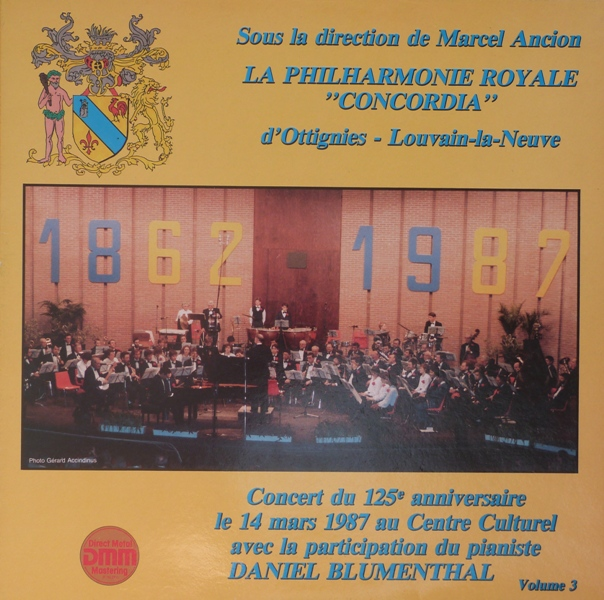 Sous la direction de Marcel Ancion
LA PHILHARMONIE ROYALE
"CONCORDIA"
d'Ottignies - Louvain-la-Neuve
1862 1987
Photo Gérartt Accindinus
Concert du 125e anniversaire
le 14 mars 1987 au Centre Culturel
avec la participation du pianiste
DANIEL BLUMENTHAL
Volume 3
Direct Metal
DMM
Mastering